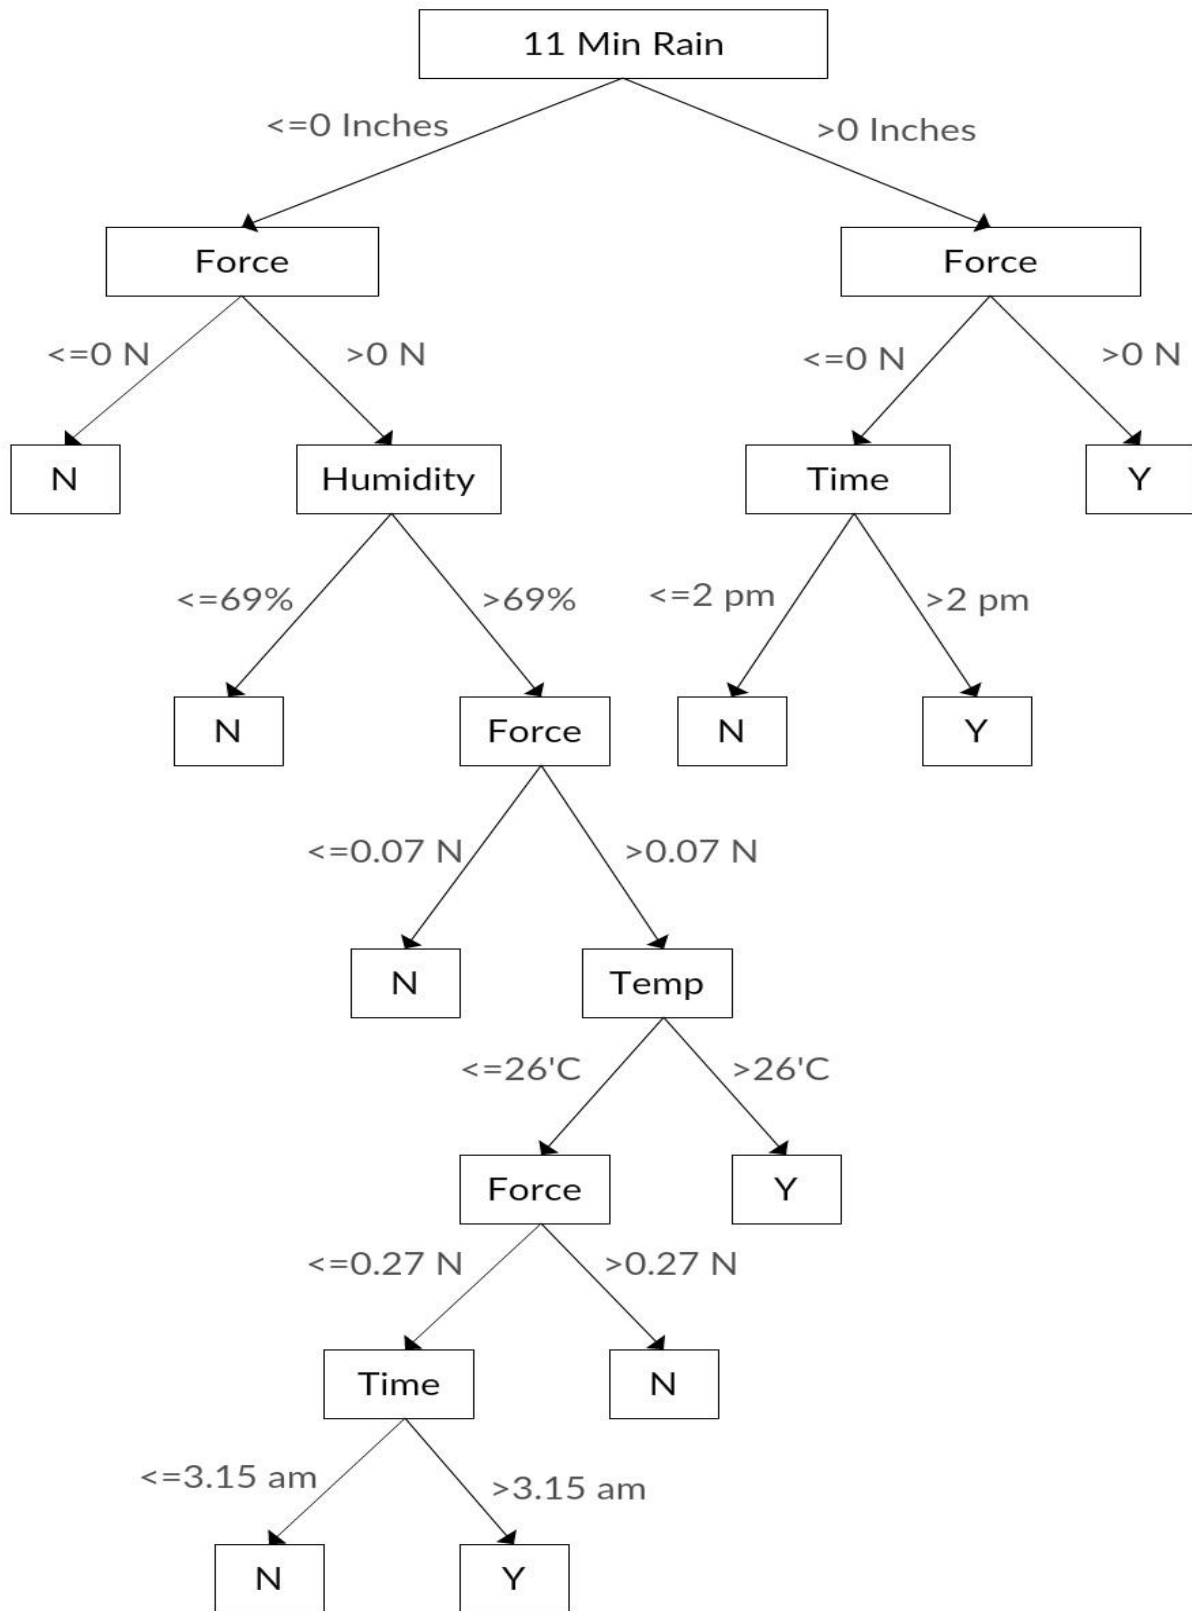 11 Min Rain
<=0 Inches
>0 Inches
Force
Force
<=0 N
>0 N
<=0 N
>0 N
N
Humidity
Time
Y
<=69%
>69%
<=2 pm
>2 pm
N
Force
N
Y
<=0.07 N
>0.07 N
N
Temp
<=26'C
>26'C
Force
Y
<=0.27 N
>0.27 N
Time
N
<=3.15 am
>3.15 am
N
Y